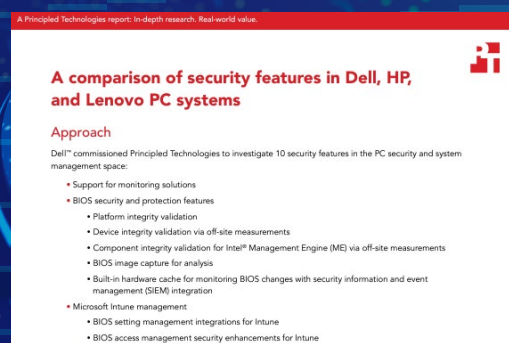 A Principled Technologies report: In-depth research. Real-world value.
PT
A comparison of security features in Dell, HP,
and Lenovo PC systems
Approach
Dell™ commissioned Principled Technologies to investigate 10 security features in the PC security and system
management space:
• Support for monitoring solutions
• BIOS security and protection features
• Platform integrity validation
• Device integrity validation via off-site measurements
• Component integrity validation for Intel® Management Engine (ME) via off-site measurements
• BIOS image capture for analysis
• Built-in hardware cache for monitoring BIOS changes with security information and event
management (SIEM) integration
• Microsoft Intune management
• BIOS setting management integrations for Intune
• BIOS access management security enhancements for Intune